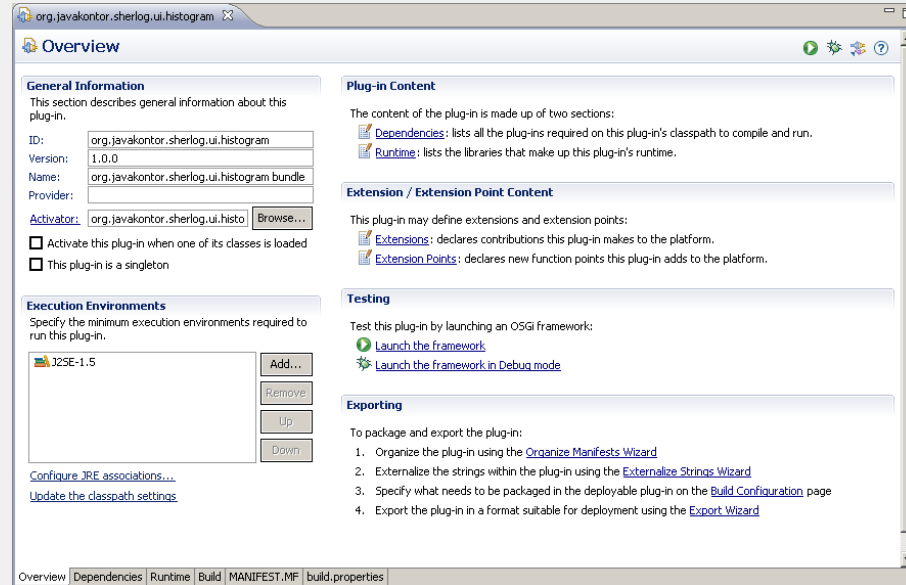 org.javakontor.sherlog.ui.histogram
Overview
General Information
This section describes general information about this
plug-in.
ID: org.javakontor.sherlog.ui.histogram
Version: 1.0.0
Name: org.javakontor.sherlog.ui.histogram bundle
Provider:
Activator: org.javakontor.sherlog.ui.histo Browse...
Activate this plug-in when one of its classes is loaded
This plug-in is a singleton
Execution Environments
Specify the minimum execution environments required to
run this plug-in.
J2SE-1.5
Add...
Remove
Up
Down
Configure JRE associations...
Update the classpath settings
Plug-in Content
The content of the plug-in is made up of two sections:
Dependencies: lists all the plug-ins required on this plug-in's classpath to compile and run.
Runtime: lists the libraries that make up this plug-in's runtime.
Extension / Extension Point Content
This plug-in may define extensions and extension points:
Extensions: declares contributions this plug-in makes to the platform.
Extension Points: declares new function points this plug-in adds to the platform.
Testing
Test this plug-in by launching an OSGi framework:
Launch the framework
Launch the framework in Debug mode
Exporting
To package and export the plug-in:
1. Organize the plug-in using the Organize Manifests Wizard
2. Externalize the strings within the plug-in using the Externalize Strings Wizard
3. Specify what needs to be packaged in the deployable plug-in on the Build Configuration page
4. Export the plug-in in a format suitable for deployment using the Export Wizard
Overview Dependencies Runtime Build MANIFEST.MF build.properties